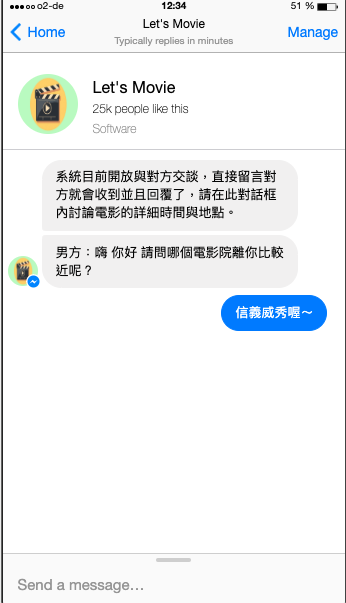 o2-de 12:34 51 %
Home Let's Movie Manage
Typically replies in minutes
Let's Movie
25k people like this
Software
系統目前開放與對方交談，直接留言對
方就會收到並且回覆了，請在此對話框
內討論電影的詳細時間與地點。
男方：嗨 你好 請問哪個電影院離你比較
近呢？
信義威秀喔～
Send a message…